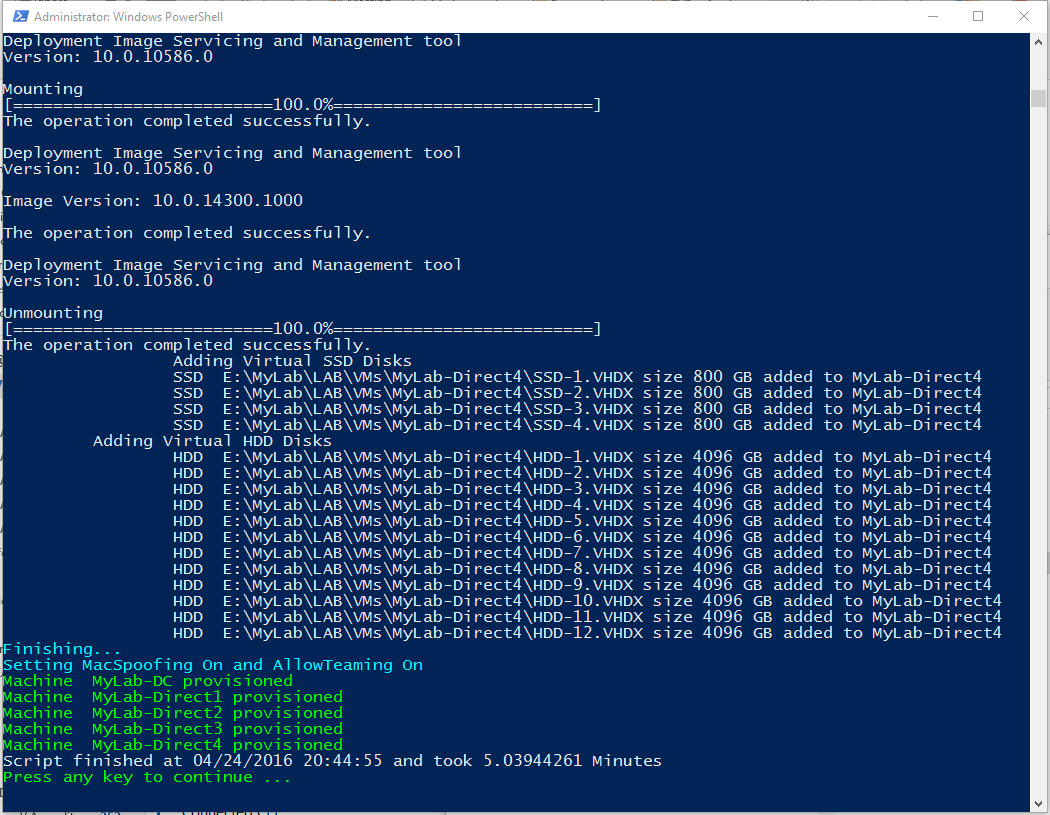 Administrator: Windows PowerShell
Deployment Image Servicing and Management tool
Version: 10.0.10586.0
Mounting
[==========================100.0%==========================]
The operation completed successfully.
Deployment Image Servicing and Management tool
Version: 10.0.10586.0
Image Version: 10.0.14300.1000
The operation completed successfully.
Deployment Image Servicing and Management tool
Version: 10.0.10586.0
Unmounting
[==========================100.0%==========================]
The operation completed successfully.
Adding Virtual SSD Disks
SSD  E:\MyLab\LAB\VMs\MyLab-Direct4\SSD-1.VHDX size 800 GB added to MyLab-Direct4
SSD  E:\MyLab\LAB\VMs\MyLab-Direct4\SSD-2.VHDX size 800 GB added to MyLab-Direct4
SSD  E:\MyLab\LAB\VMs\MyLab-Direct4\SSD-3.VHDX size 800 GB added to MyLab-Direct4
SSD  E:\MyLab\LAB\VMs\MyLab-Direct4\SSD-4.VHDX size 800 GB added to MyLab-Direct4
Adding Virtual HDD Disks
HDD  E:\MyLab\LAB\VMs\MyLab-Direct4\HDD-1.VHDX size 4096 GB added to MyLab-Direct4
HDD  E:\MyLab\LAB\VMs\MyLab-Direct4\HDD-2.VHDX size 4096 GB added to MyLab-Direct4
HDD  E:\MyLab\LAB\VMs\MyLab-Direct4\HDD-3.VHDX size 4096 GB added to MyLab-Direct4
HDD  E:\MyLab\LAB\VMs\MyLab-Direct4\HDD-4.VHDX size 4096 GB added to MyLab-Direct4
HDD  E:\MyLab\LAB\VMs\MyLab-Direct4\HDD-5.VHDX size 4096 GB added to MyLab-Direct4
HDD  E:\MyLab\LAB\VMs\MyLab-Direct4\HDD-6.VHDX size 4096 GB added to MyLab-Direct4
HDD  E:\MyLab\LAB\VMs\MyLab-Direct4\HDD-7.VHDX size 4096 GB added to MyLab-Direct4
HDD  E:\MyLab\LAB\VMs\MyLab-Direct4\HDD-8.VHDX size 4096 GB added to MyLab-Direct4
HDD  E:\MyLab\LAB\VMs\MyLab-Direct4\HDD-9.VHDX size 4096 GB added to MyLab-Direct4
HDD  E:\MyLab\LAB\VMs\MyLab-Direct4\HDD-10.VHDX size 4096 GB added to MyLab-Direct4
HDD  E:\MyLab\LAB\VMs\MyLab-Direct4\HDD-11.VHDX size 4096 GB added to MyLab-Direct4
HDD  E:\MyLab\LAB\VMs\MyLab-Direct4\HDD-12.VHDX size 4096 GB added to MyLab-Direct4
Finishing...
Setting MacSpoofing On and AllowTeaming On
Machine  MyLab-DC provisioned
Machine  MyLab-Direct1 provisioned
Machine  MyLab-Direct2 provisioned
Machine  MyLab-Direct3 provisioned
Machine  MyLab-Direct4 provisioned
Script finished at 04/24/2016 20:44:55 and took 5.03944261 Minutes
Press any key to continue ...